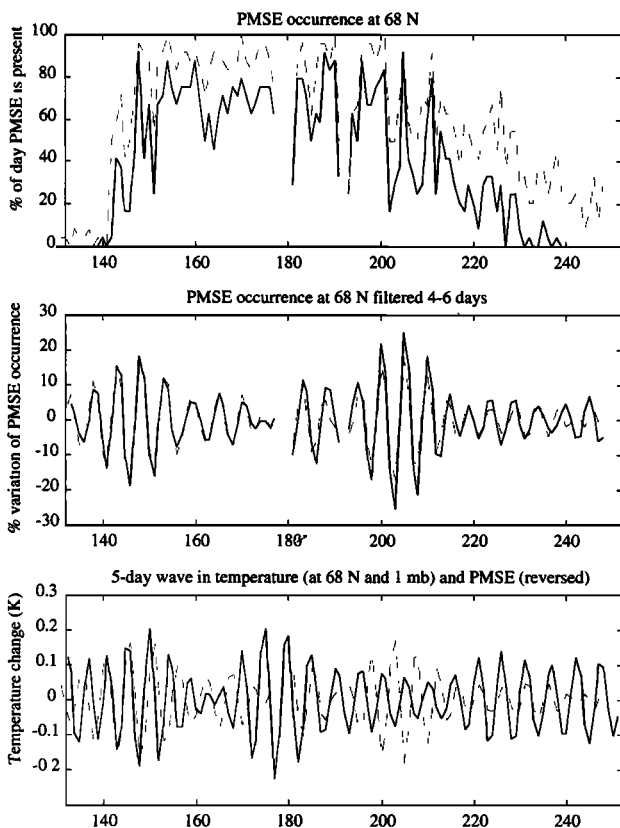 PMSE occurrence at 68 N
% of day PMSE is present
100
80
60
40
20
0
140 160 180 200 220 240
PMSE occurrence at 68 N filtered 4-6 days
% variation of PMSE occurrence
30
20
10
0
-10
-20
-30
140 160 180 200 220 240
5-day wave in temperature (at 68 N and 1 mb) and PMSE (reversed)
Temperature change (K)
0.3
0.2
0.1
0
-0.1
-0.2
140 160 180 200 220 240